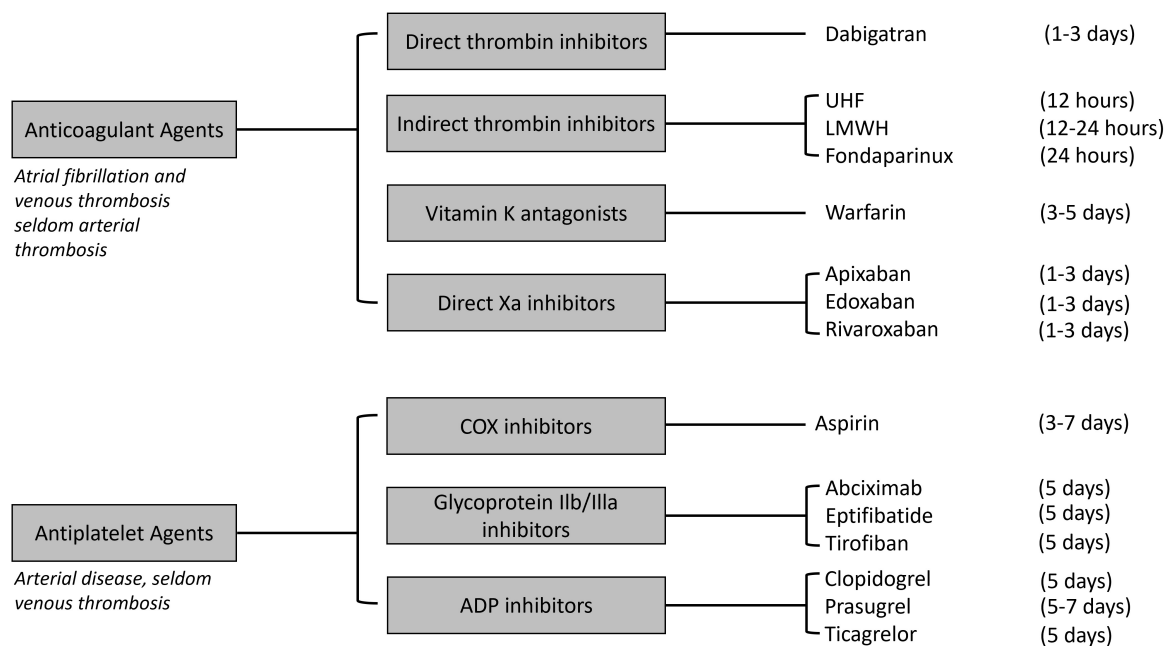 Direct thrombin inhibitors
Dabigatran (1-3 days)
Anticoagulant Agents
Atrial fibrillation and
venous thrombosis
seldom arterial
thrombosis
Indirect thrombin inhibitors
UHF (12 hours)
LMWH (12-24 hours)
Fondaparinux (24 hours)
Vitamin K antagonists
Warfarin (3-5 days)
Direct Xa inhibitors
Apixaban (1-3 days)
Edoxaban (1-3 days)
Rivaroxaban (1-3 days)
COX inhibitors
Aspirin (3-7 days)
Antiplatelet Agents
Arterial disease, seldom
venous thrombosis
Glycoprotein IIb/IIIa
inhibitors
Abciximab (5 days)
Eptifibatide (5 days)
Tirofiban (5 days)
ADP inhibitors
Clopidogrel (5 days)
Prasugrel (5-7 days)
Ticagrelor (5 days)